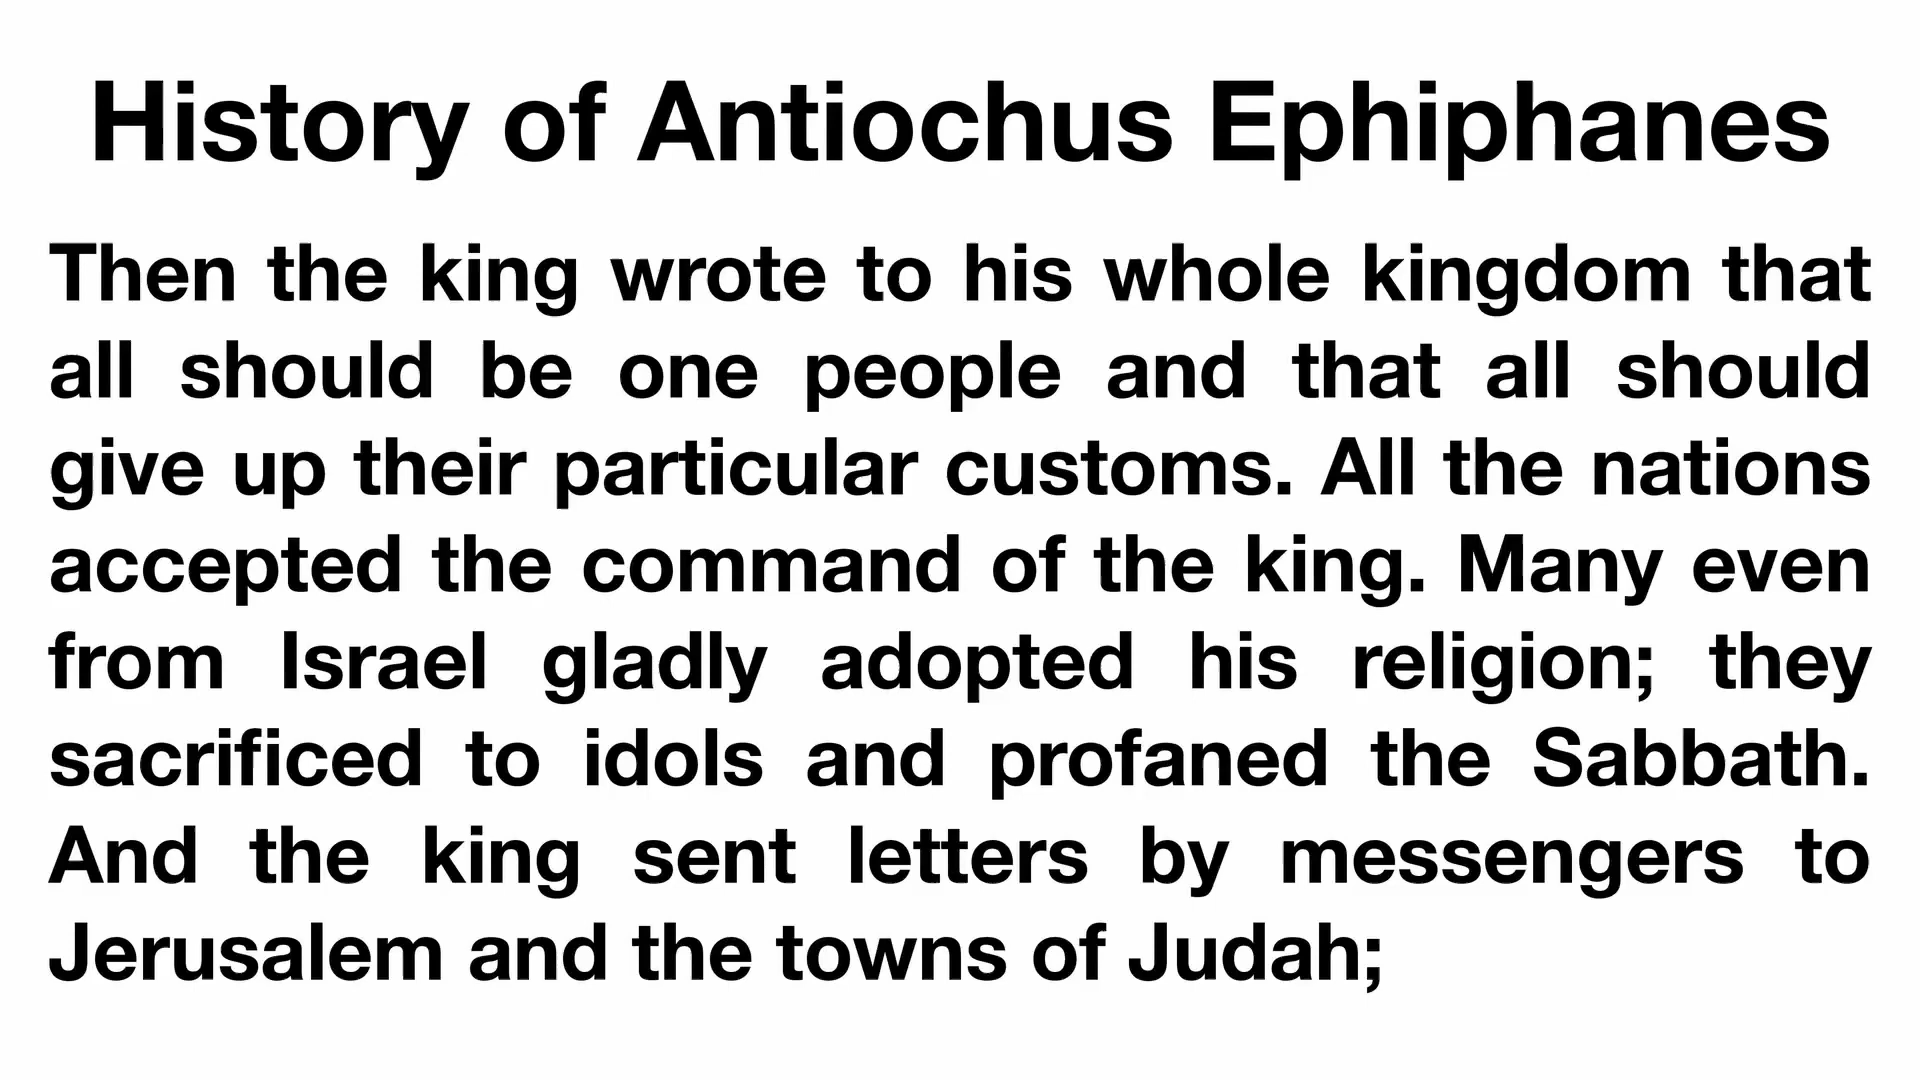 History of Antiochus Ephiphanes
Then the king wrote to his whole kingdom that
all should be one people and that all should
give up their particular customs. All the nations
accepted the command of the king. Many even
from Israel gladly adopted his religion; they
sacrificed to idols and profaned the Sabbath.
And the king sent letters by messengers to
Jerusalem and the towns of Judah;